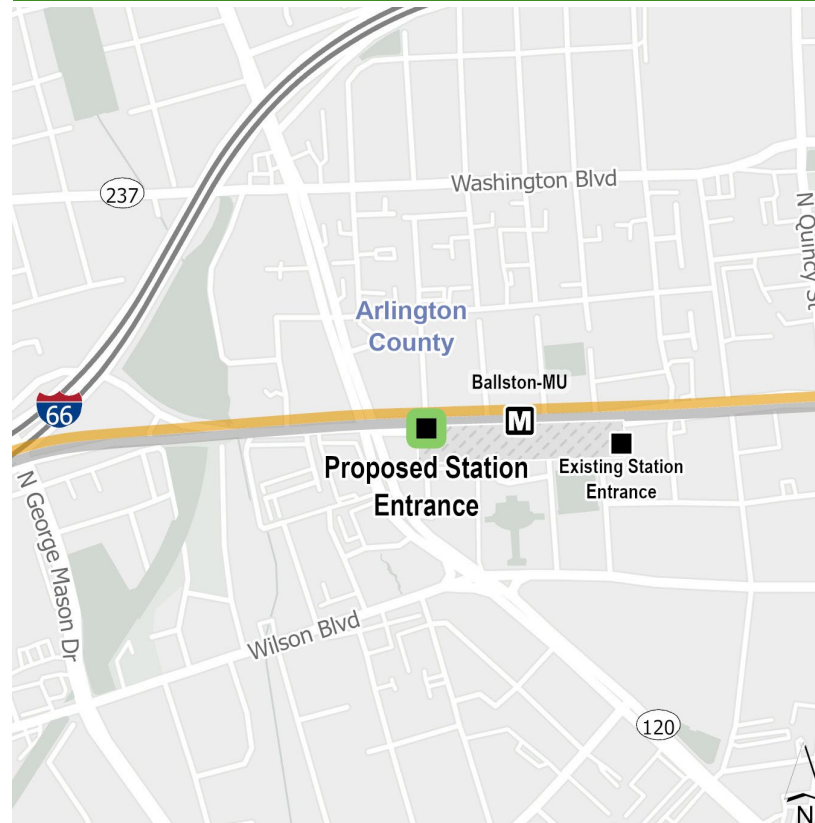 Washington Blvd
237
N Quincy St
Arlington
County
Ballston-MU
66
M
Proposed Station
Entrance
Existing Station
Entrance
N George Mason Dr
Wilson Blvd
120
N